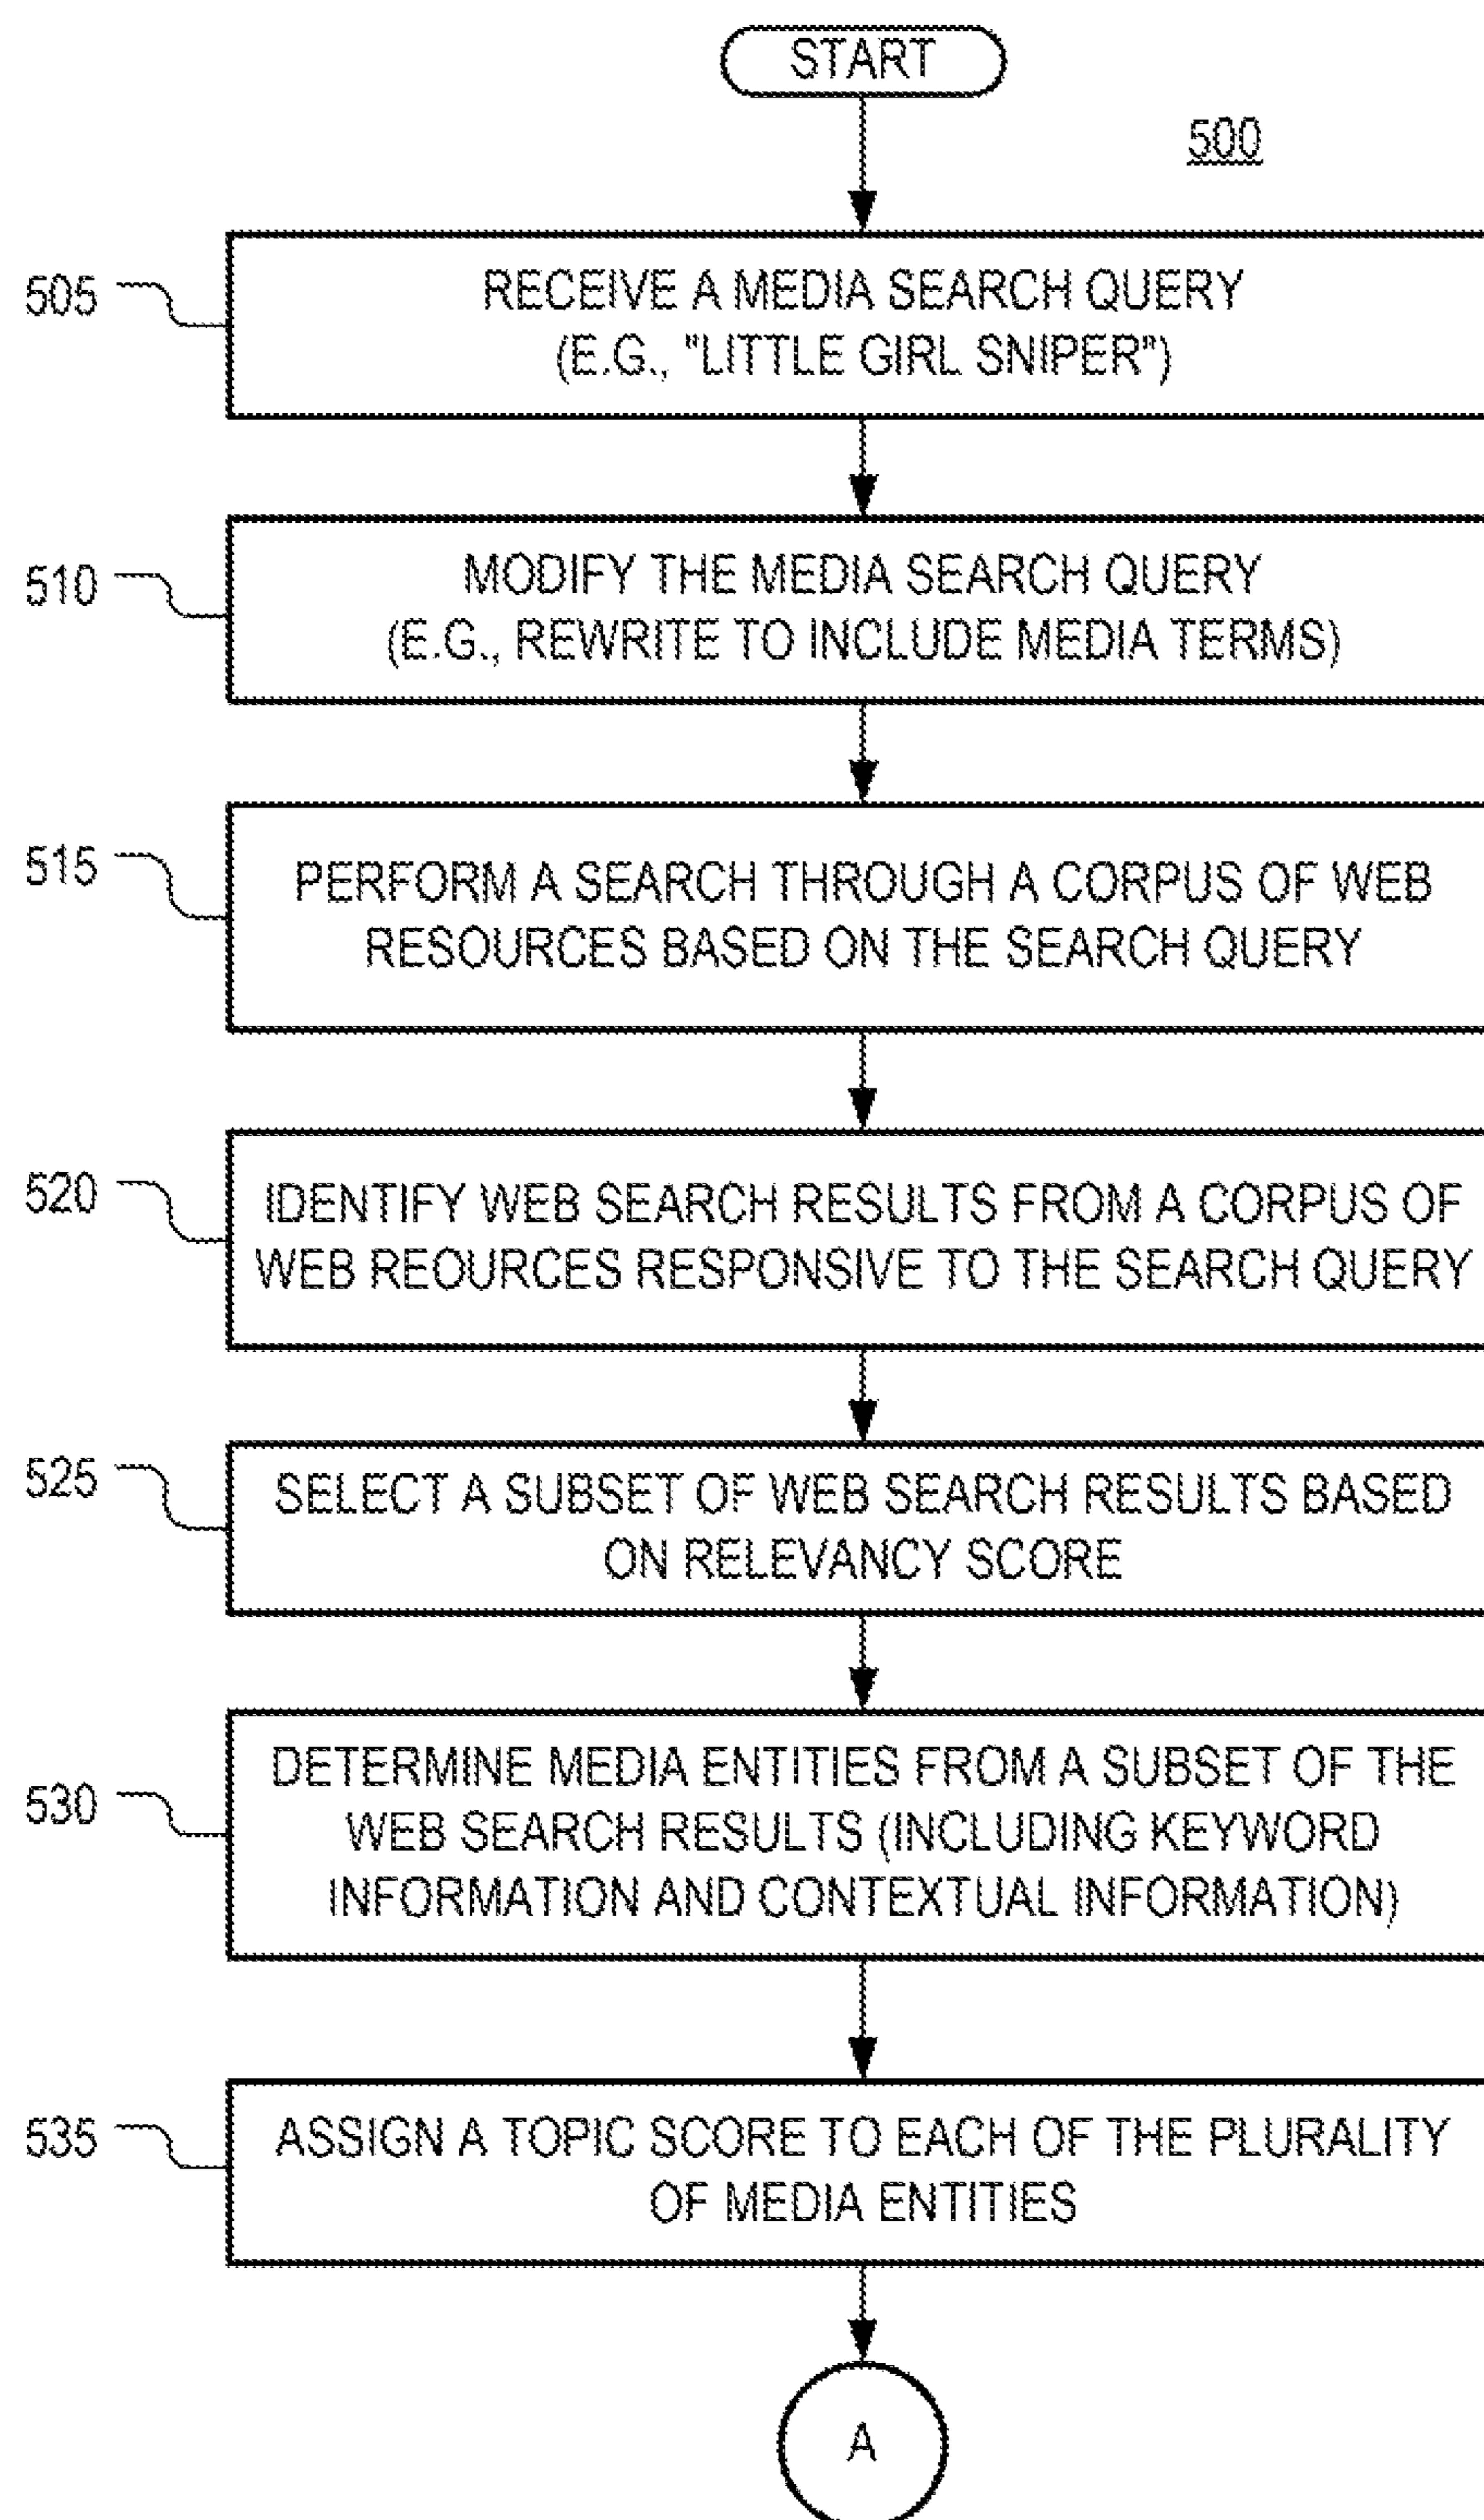 START
500
505
RECEIVE A MEDIA SEARCH QUERY
(E.G., "LITTLE GIRL SNIPER")
510
MODIFY THE MEDIA SEARCH QUERY
(E.G., REWRITE TO INCLUDE MEDIA TERMS)
515
PERFORM A SEARCH THROUGH A CORPUS OF WEB
RESOURCES BASED ON THE SEARCH QUERY
520
IDENTIFY WEB SEARCH RESULTS FROM A CORPUS OF
WEB REOURCES RESPONSIVE TO THE SEARCH QUERY
525
SELECT A SUBSET OF WEB SEARCH RESULTS BASED
ON RELEVANCY SCORE
530
DETERMINE MEDIA ENTITIES FROM A SUBSET OF THE
WEB SEARCH RESULTS (INCLUDING KEYWORD
INFORMATION AND CONTEXTUAL INFORMATION)
535
ASSIGN A TOPIC SCORE TO EACH OF THE PLURALITY
OF MEDIA ENTITIES
A